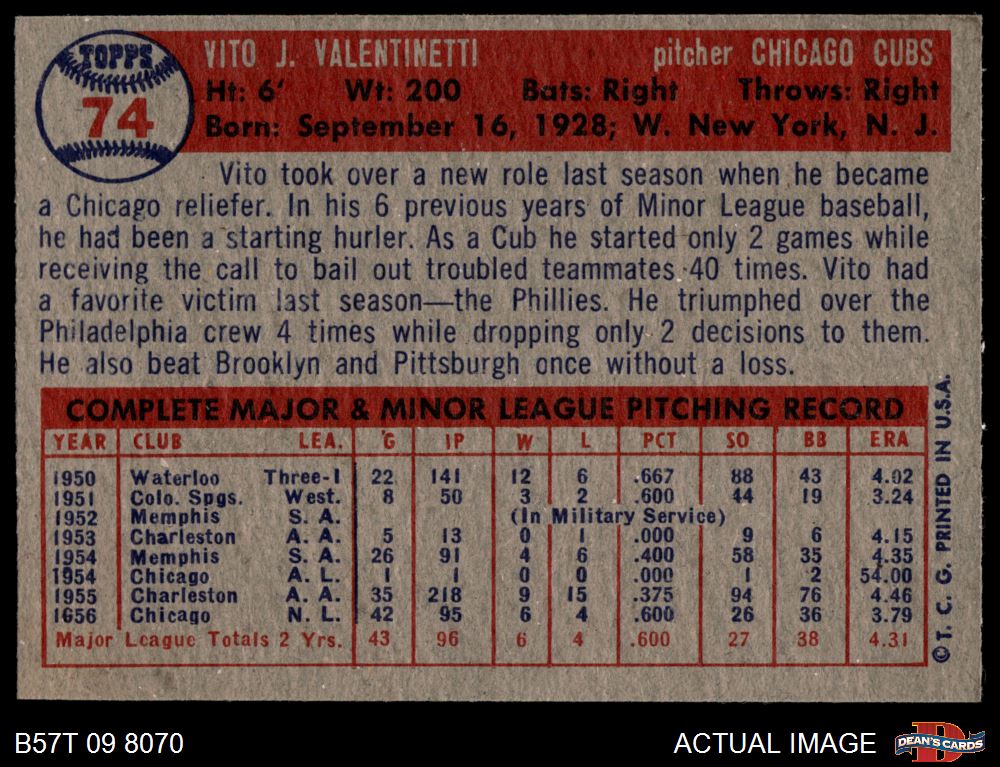 TOPPS
74
VITO J. VALENTINETTI pitcher CHICAGO CUBS
Ht: 6' Wt: 200 Bats: Right Throws: Right
Born: September 16, 1928; W. New York, N. J.
Vito took over a new role last season when he became
a Chicago reliefer. In his 6 previous years of Minor League baseball,
he had been a starting hurler. As a Cub he started only 2 games while
receiving the call to bail out troubled teammates 40 times. Vito had
a favorite victim last season—the Phillies. He triumphed over the
Philadelphia crew 4 times while dropping only 2 decisions to them.
He also beat Brooklyn and Pittsburgh once without a loss.
COMPLETE MAJOR & MINOR LEAGUE PITCHING RECORD
YEAR CLUB LEA. G IP W L PCT SO BB ERA
1950 Waterloo Three-I 22 141 12 6 .667 88 43 4.02
1951 Colo. Spgs. West. 8 50 3 2 .600 44 19 3.24
1952 Memphis S. A. (In Military Service)
1953 Charleston A. A. 5 13 0 1 .000 9 6 4.15
1954 Memphis S. A. 26 91 4 6 .400 58 35 4.35
1954 Chicago A. L. 1 1 0 0 .000 1 2 54.00
1955 Charleston A. A. 35 218 9 15 .375 94 76 4.46
1656 Chicago N. L. 42 95 6 4 .600 26 36 3.79
Major League Totals 2 Yrs. 43 96 6 4 .600 27 38 4.31
© T. C. G. PRINTED IN U.S.A.
B57T 09 8070 ACTUAL IMAGE
DEAN'S CARDS